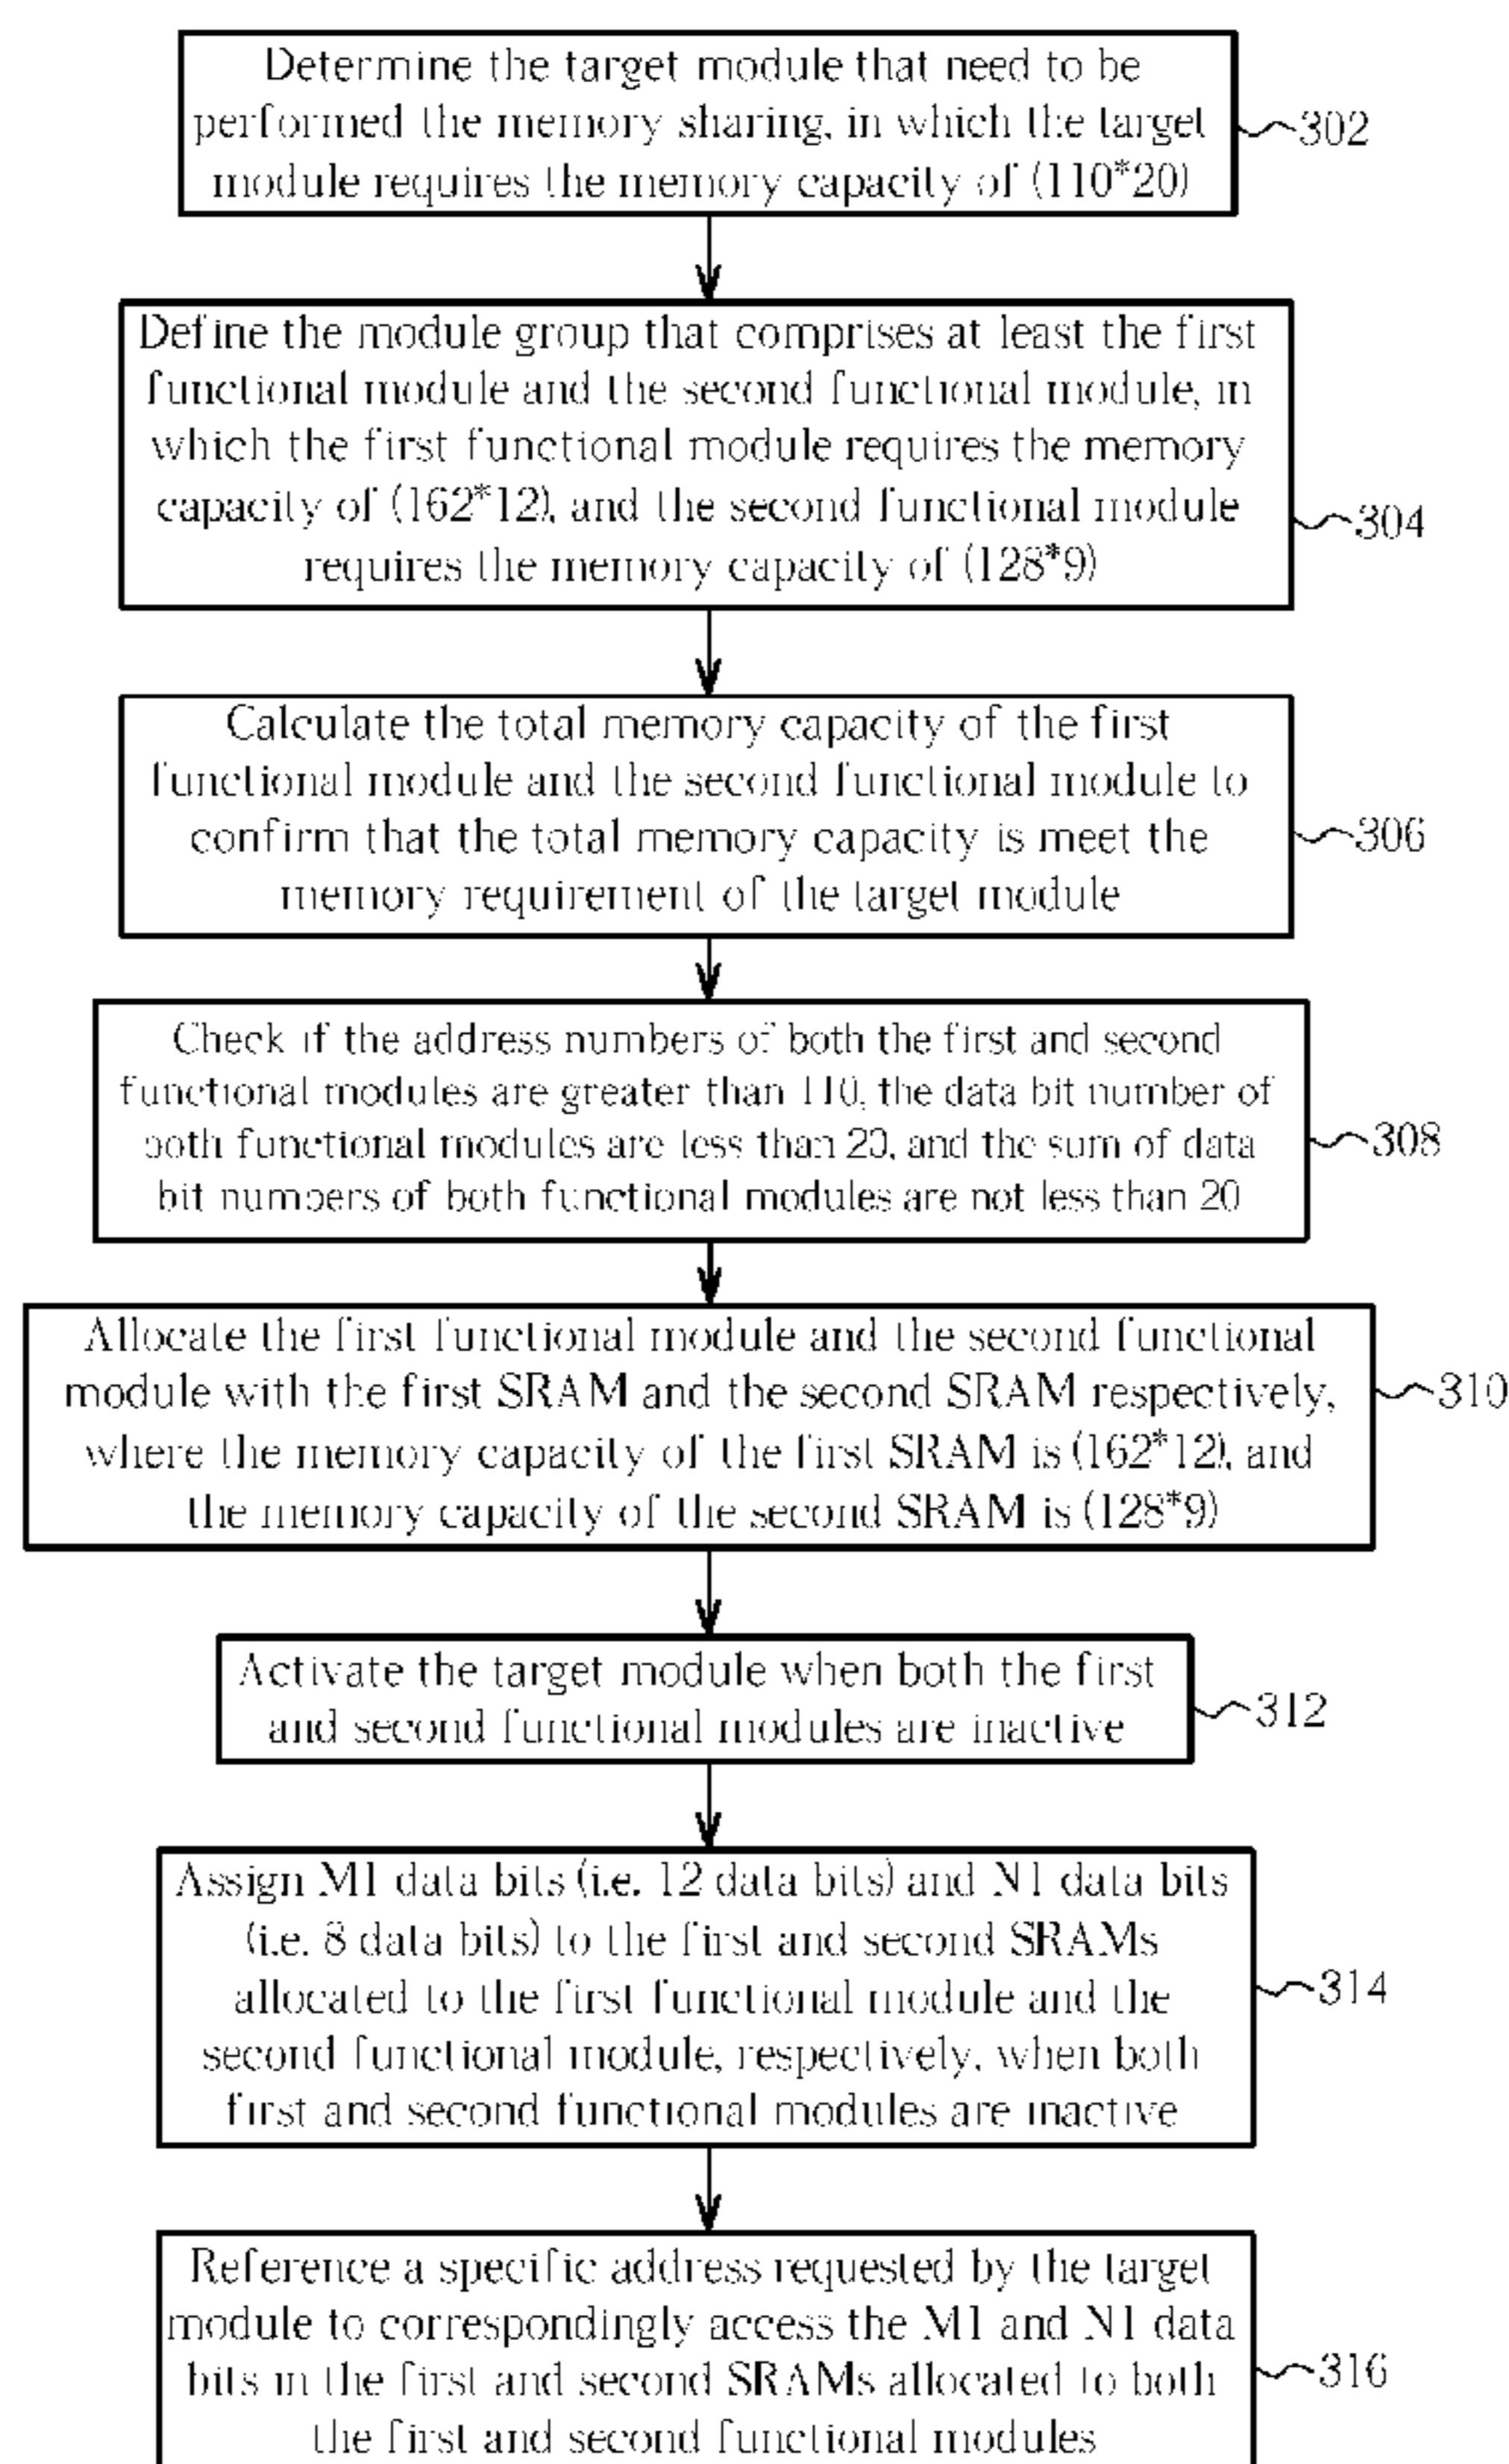 Determine the target module that need to be
performed the memory sharing, in which the target
module requires the memory capacity of (110*20)
302
Define the module group that comprises at least the first
functional module and the second functional module, in
which the first functional module requires the memory
capacity of (162*12), and the second functional module
requires the memory capacity of (128*9)
304
Calculate the total memory capacity of the first
functional module and the second functional module to
confirm that the total memory capacity is meet the
memory requirement of the target module
306
Check if the address numbers of both the first and second
functional modules are greater than 110, the data bit number of
both functional modules are less than 20, and the sum of data
bit numbers of both functional modules are not less than 20
308
Allocate the first functional module and the second functional
module with the first SRAM and the second SRAM respectively,
where the memory capacity of the first SRAM is (162*12), and
the memory capacity of the second SRAM is (128*9)
310
Activate the target module when both the first
and second functional modules are inactive
312
Assign M1 data bits (i.e. 12 data bits) and N1 data bits
(i.e. 8 data bits) to the first and second SRAMs
allocated to the first functional module and the
second functional module, respectively, when both
first and second functional modules are inactive
314
Reference a specific address requested by the target
module to correspondingly access the M1 and N1 data
bits in the first and second SRAMs allocated to both
the first and second functional modules
316